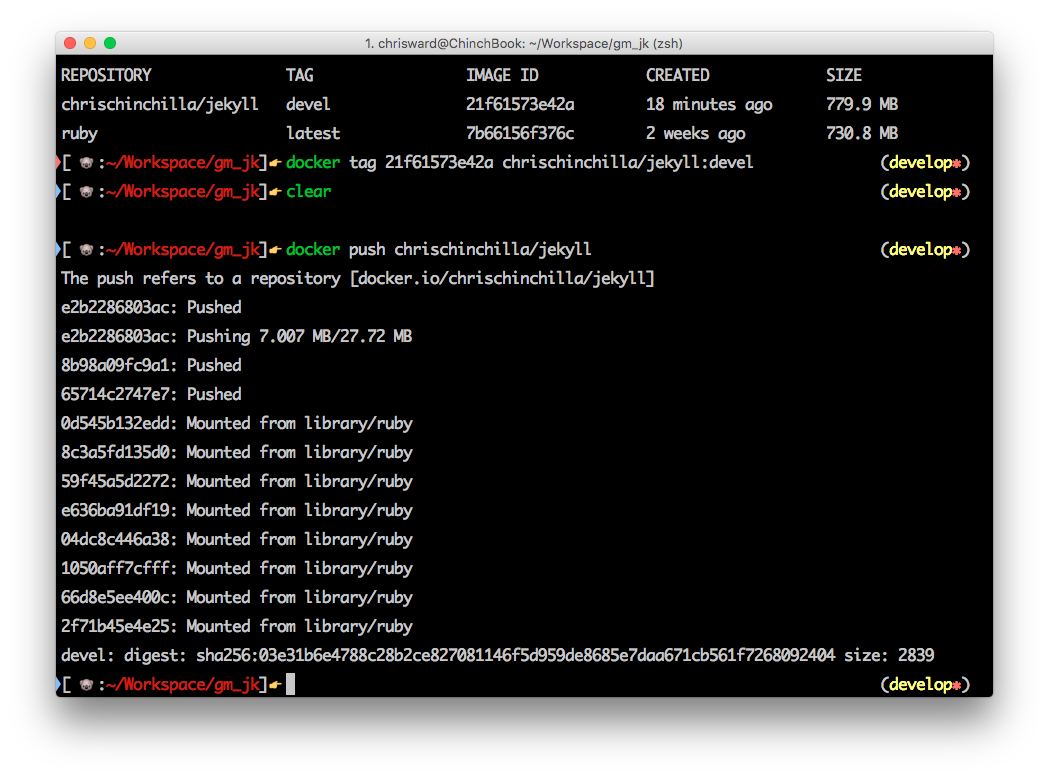 1. chrisward@ChinchBook: ~/Workspace/gm_jk (zsh)
REPOSITORY TAG IMAGE ID CREATED SIZE
chrischinchilla/jekyll devel 21f61573e42a 18 minutes ago 779.9 MB
ruby latest 7b66156f376c 2 weeks ago 730.8 MB
[ 🐨 :~/Workspace/gm_jk]👉 docker tag 21f61573e42a chrischinchilla/jekyll:devel (develop*)
[ 🐨 :~/Workspace/gm_jk]👉 clear (develop*)
[ 🐨 :~/Workspace/gm_jk]👉 docker push chrischinchilla/jekyll (develop*)
The push refers to a repository [docker.io/chrischinchilla/jekyll]
e2b2286803ac: Pushed
e2b2286803ac: Pushing 7.007 MB/27.72 MB
8b98a09fc9a1: Pushed
65714c2747e7: Pushed
0d545b132edd: Mounted from library/ruby
8c3a5fd135d0: Mounted from library/ruby
59f45a5d2272: Mounted from library/ruby
e636ba91df19: Mounted from library/ruby
04dc8c446a38: Mounted from library/ruby
1050aff7cfff: Mounted from library/ruby
66d8e5ee400c: Mounted from library/ruby
2f71b45e4e25: Mounted from library/ruby
devel: digest: sha256:03e31b6e4788c28b2ce827081146f5d959de8685e7daa671cb561f7268092404 size: 2839
[ 🐨 :~/Workspace/gm_jk]👉 (develop*)